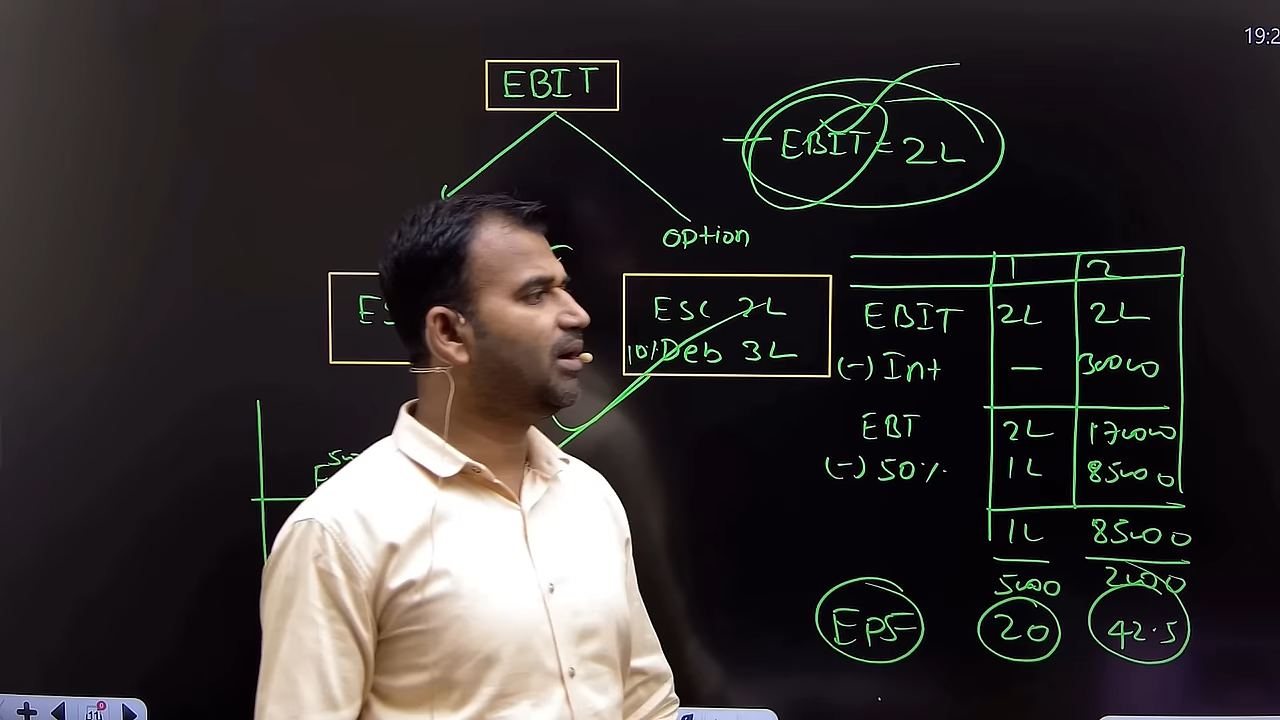 19:2
EBIT
EBIT = 2L
option
ES
ESC 2L
10% Deb 3L
1 2
EBIT 2L 2L
(-) Int — 30000
EBT 2L 170000
(-) 50% 1L 85000
1L 85000
5000 2000
EPS 20 42.5